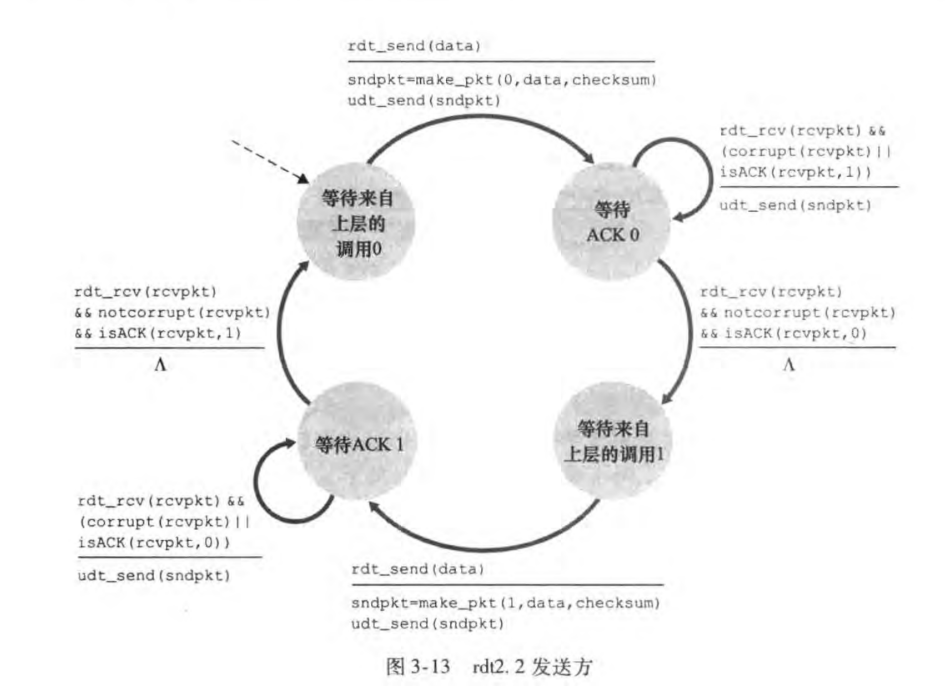 rdt_send(data)
sndpkt=make_pkt(0,data,checksum)
udt_send(sndpkt)
rdt_rcv(rcvpkt) &&
(corrupt(rcvpkt)||
isACK(rcvpkt,1))
udt_send(sndpkt)
等待来自
上层的
调用0
等待
ACK 0
rdt_rcv(rcvpkt)
&& notcorrupt(rcvpkt)
&& isACK(rcvpkt,1)
Λ
rdt_rcv(rcvpkt)
&& notcorrupt(rcvpkt)
&& isACK(rcvpkt,0)
Λ
等待ACK 1
等待来自
上层的调用1
rdt_rcv(rcvpkt) &&
(corrupt(rcvpkt)||
isACK(rcvpkt,0))
udt_send(sndpkt)
rdt_send(data)
sndpkt=make_pkt(1,data,checksum)
udt_send(sndpkt)
图 3-13 rdt2. 2 发送方